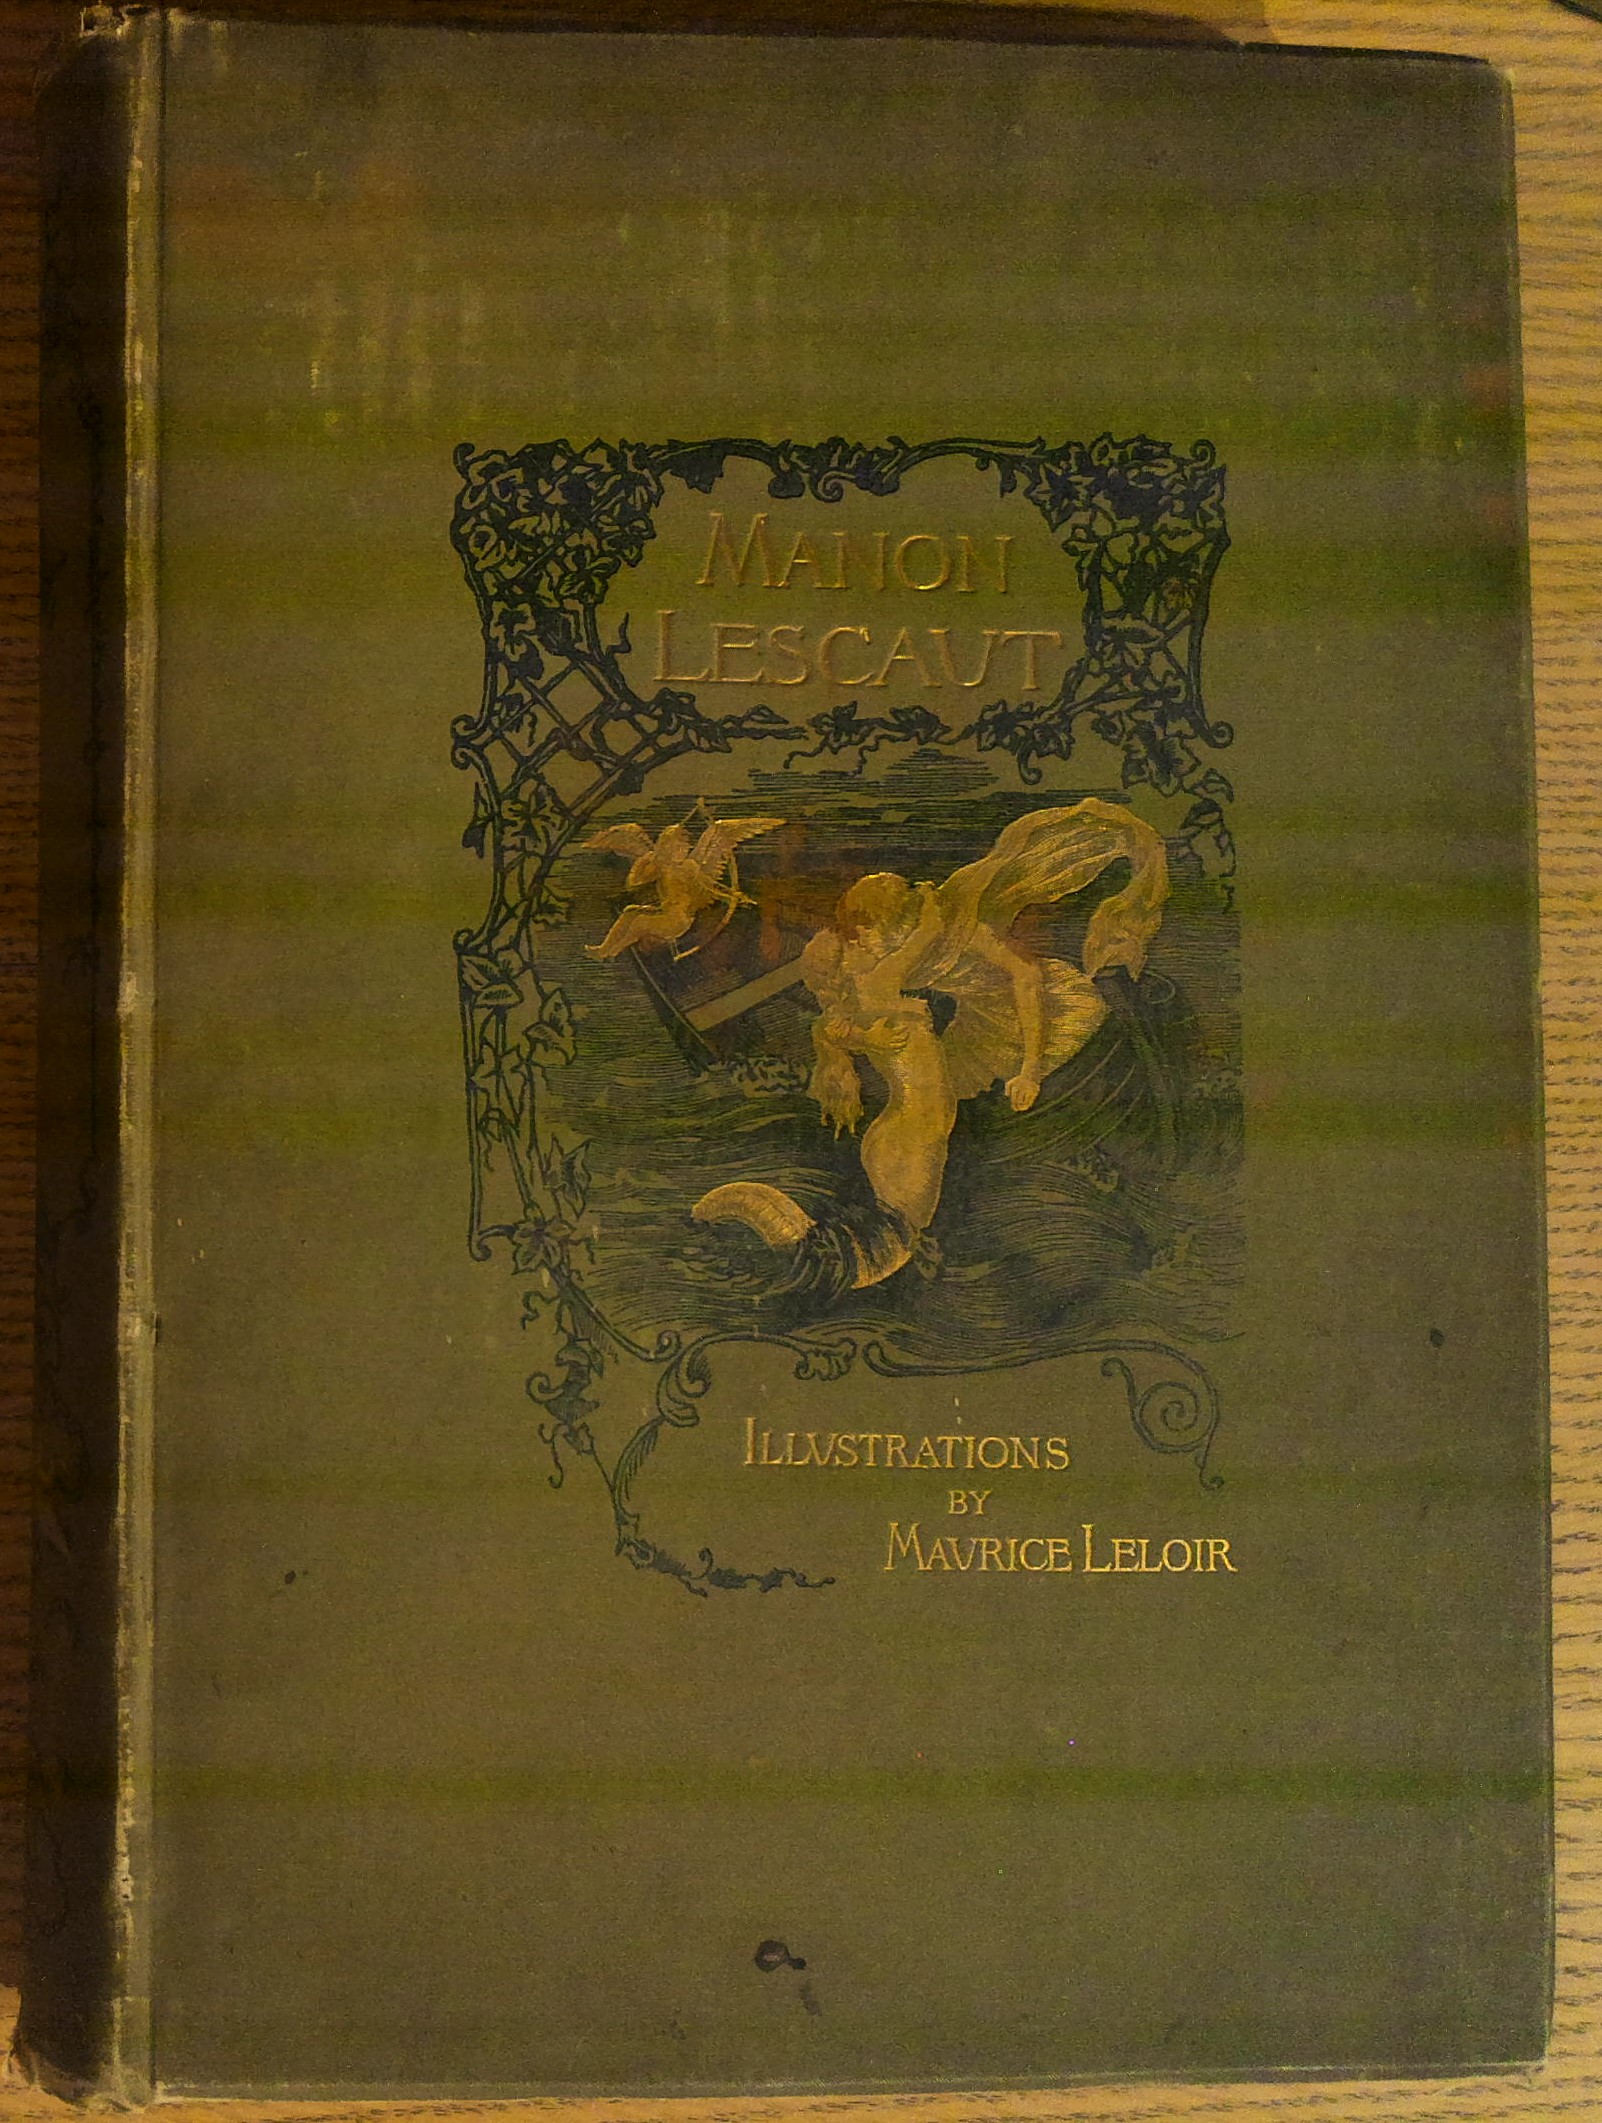 MANON
LESCAUT
ILLVSTRATIONS
BY
MAVRICE LELOIR